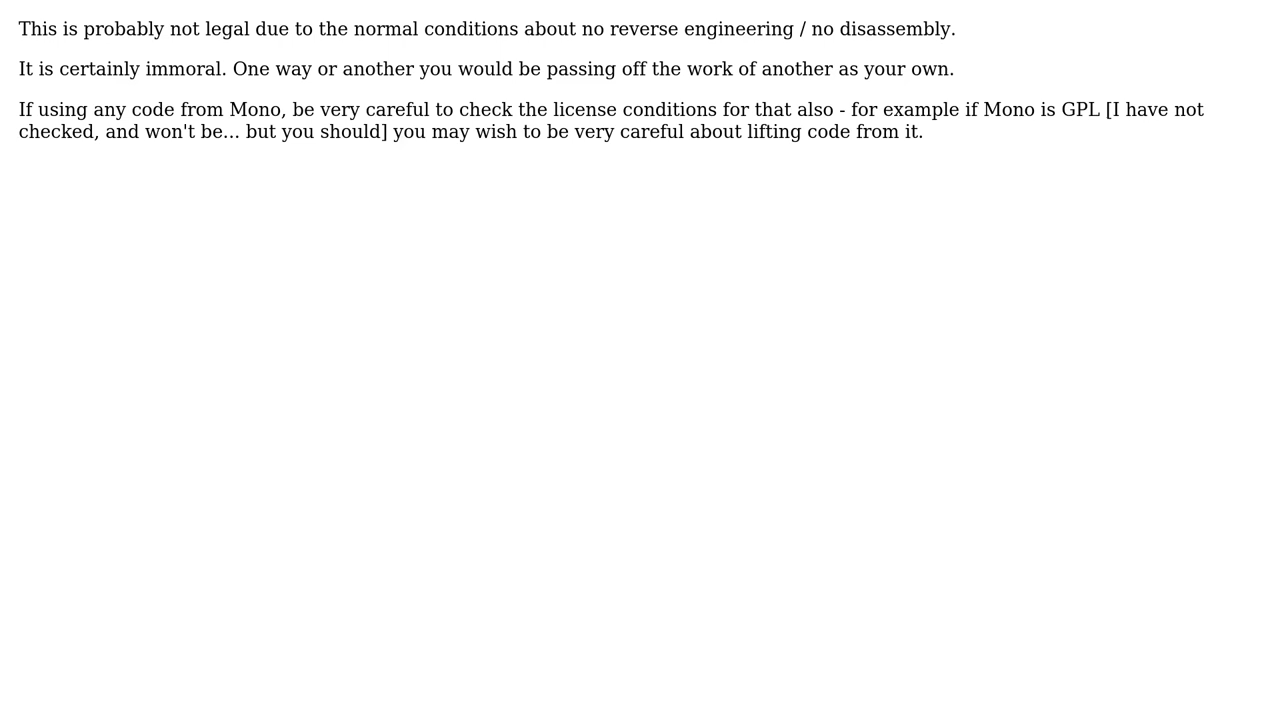 This is probably not legal due to the normal conditions about no reverse engineering / no disassembly.
It is certainly immoral. One way or another you would be passing off the work of another as your own.
If using any code from Mono, be very careful to check the license conditions for that also - for example if Mono is GPL [I have not
checked, and won't be... but you should] you may wish to be very careful about lifting code from it.